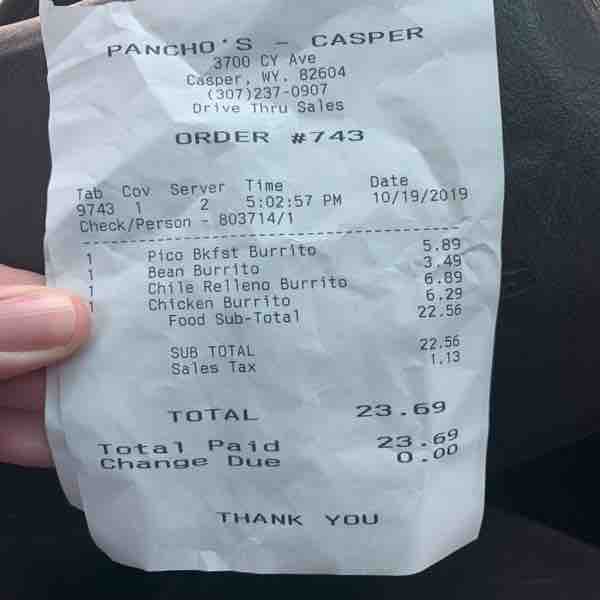 PANCHO'S - CASPER
3700 CY Ave
Casper, WY. 82604
(307)237-0907
Drive Thru Sales
ORDER #743
Tab Cov Server Time Date
9743 1 2 5:02:57 PM 10/19/2019
Check/Person - 803714/1
1 Pico Bkfst Burrito 5.89
1 Bean Burrito 3.49
1 Chile Relleno Burrito 6.89
1 Chicken Burrito 6.29
Food Sub-Total 22.56
SUB TOTAL 22.56
Sales Tax 1.13
TOTAL 23.69
Total Paid 23.69
Change Due 0.00
THANK YOU